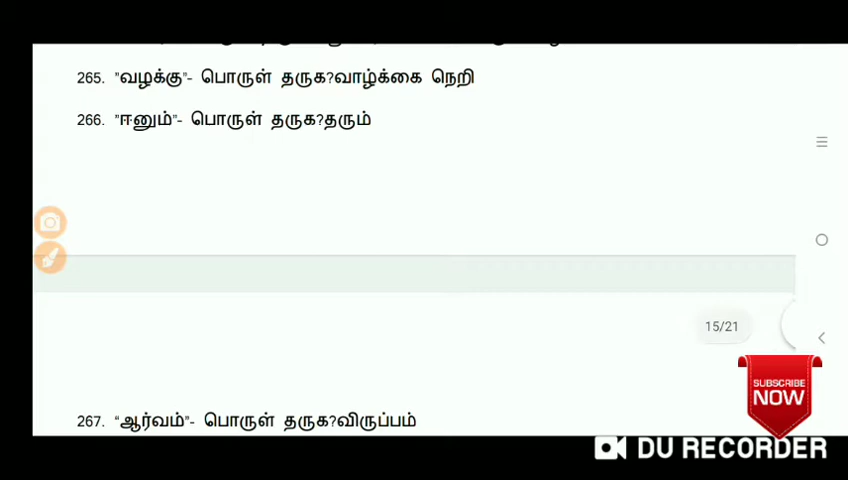 265. "வழக்கு"- பொருள் தருக?வாழ்க்கை நெறி
266. "ஈனும்"- பொருள் தருக?தரும்
15/21
SUBSCRIBE
NOW
267. "ஆர்வம்"- பொருள் தருக?விருப்பம்
DU RECORDER